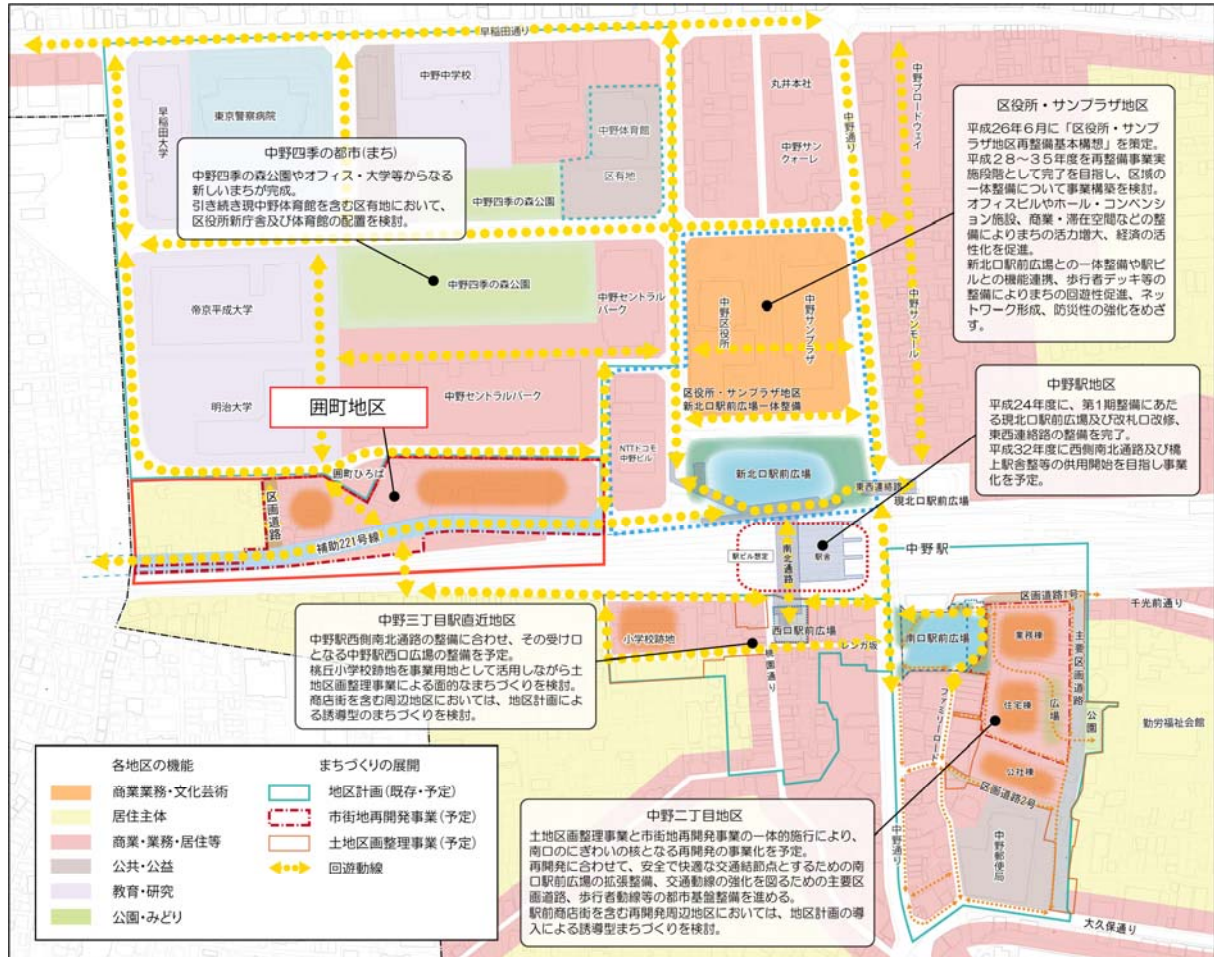 早稲田通り
早稲田大学
東京警察病院
中野中学校
中野体育館
区有地
丸井本社
中野サンクォーレ
中野通り
中野ブロードウェイ
中野四季の都市(まち)
中野四季の森公園やオフィス・大学等からなる
新しいまちが完成。
引き続き現中野体育館を含む区有地において、
区役所新庁舎及び体育館の配置を検討。
中野四季の森公園
区役所・サンプラザ地区
平成26年6月に「区役所・サンプ
ラザ地区再整備基本構想」を策定。
平成28~35年度を再整備事業実
施段階として完了を目指し、区域の
一体整備について事業構築を検討。
オフィスビルやホール・コンベン
ション施設、商業・滞在空間などの整
備によりまちの活力増大、経済の活
性化を促進。
新北口駅前広場との一体整備や駅ビ
ルとの機能連携、歩行者デッキ等の
整備によりまちの回遊性促進、ネッ
トワーク形成、防災性の強化をめざ
す。
帝京平成大学
中野四季の森公園
中野セントラル
パーク
中野区役所
中野サンプラザ
中野サンモール
明治大学
囲町地区
中野セントラルパーク
区役所・サンプラザ地区
新北口駅前広場一体整備
NTTドコモ
中野ビル
中野駅地区
平成24年度に、第1期整備にあた
る現北口駅前広場及び改札口改修、
東西連絡路の整備を完了。
平成32年度に西側南北通路及び橋
上駅舎整等の供用開始を目指し事業
化を予定。
囲町ひろば
区画道路
補助221号線
新北口駅前広場
東西連絡路
現北口駅前広場
駅ビル想定
南北通路
駅舎
中野駅
中野三丁目駅直近地区
中野駅西側南北通路の整備に合わせ、その受け口
となる中野駅西口広場の整備を予定。
桃丘小学校跡地を事業用地として活用しながら土
地区画整理事業による面的なまちづくりを検討。
商店街を含む周辺地区においては、地区計画によ
る誘導型のまちづくりを検討。
小学校跡地
西口駅前広場
桃園通り
レンガ坂
南口駅前広場
区画道路1号
千光前通り
業務棟
主要区画道路
住宅棟
広場
公園
勤労福祉会館
ファミリーロード
公社棟
区画道路2号
中野郵便局
中野通り
大久保通り
中野二丁目地区
土地区画整理事業と市街地再開発事業の一体的施行により、
南口のにぎわいの核となる再開発の事業化を予定。
再開発に合わせて、安全で快適な交通結節点とするための南
口駅前広場の拡張整備、交通動線の強化を図るための主要区
画道路、歩行者動線等の都市基盤整備を進める。
駅前商店街を含む再開発周辺地区においては、地区計画の導
入による誘導型まちづくりを検討。
各地区の機能
商業業務・文化芸術
居住主体
商業・業務・居住等
公共・公益
教育・研究
公園・みどり
まちづくりの展開
地区計画(既存・予定)
市街地再開発事業(予定)
土地区画整理事業(予定)
回遊動線